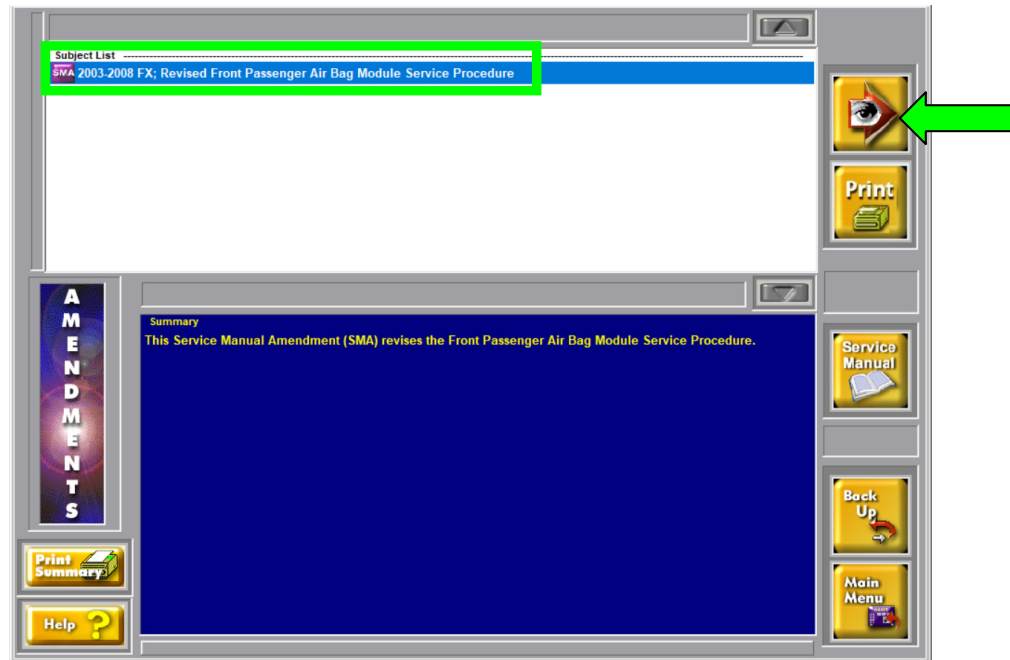 Subject List
SMA 2003-2008 FX; Revised Front Passenger Air Bag Module Service Procedure
Print
AMENDMENTS
Summary
This Service Manual Amendment (SMA) revises the Front Passenger Air Bag Module Service Procedure.
Service
Manual
Back
Up
Print
Summary
Main
Menu
Help ?